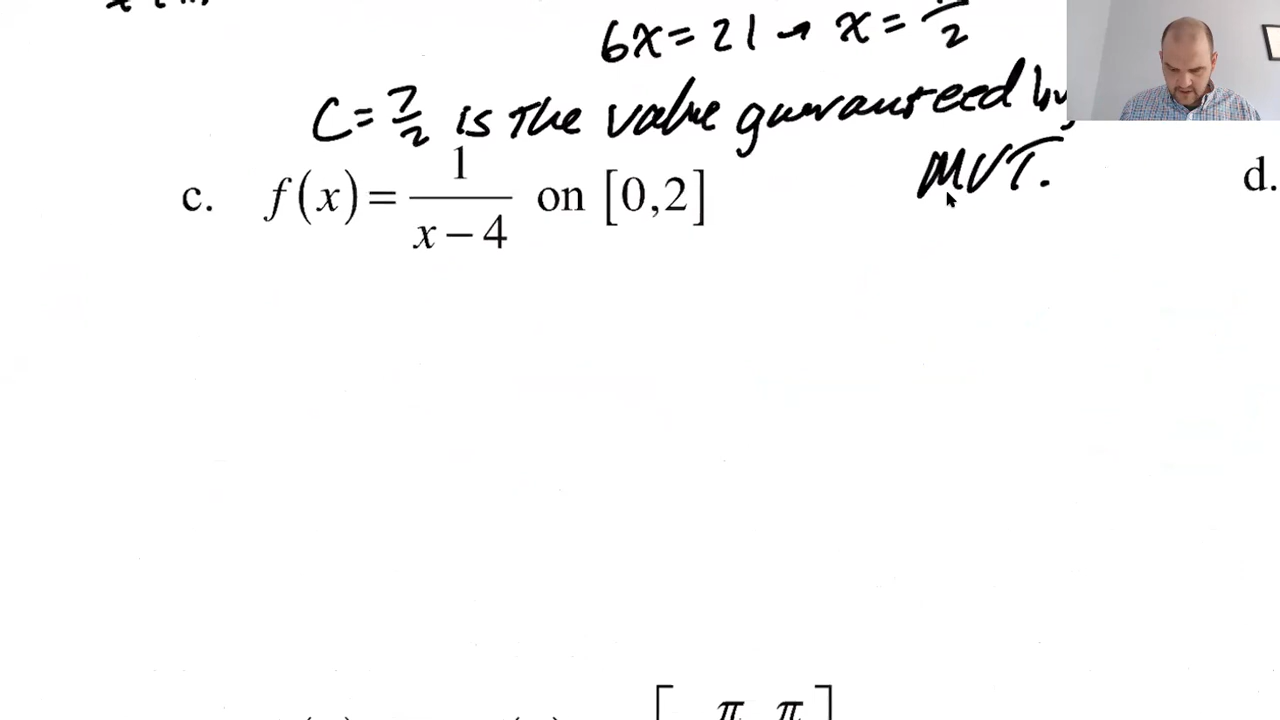 6x = 21 → x =
C = 7/2 is the value guaranteed by
MVT.
c. f(x) = 1/(x − 4) on [0,2]
d.
[ π π ]